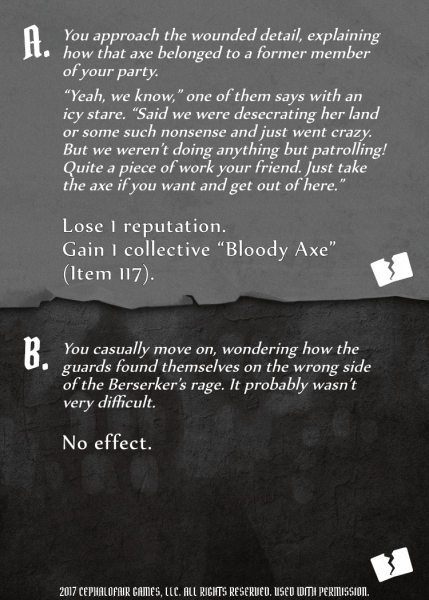 A. You approach the wounded detail, explaining
how that axe belonged to a former member
of your party.
“Yeah, we know,” one of them says with an
icy stare. “Said we were desecrating her land
or some such nonsense and just went crazy.
But we weren’t doing anything but patrolling!
Quite a piece of work your friend. Just take
the axe if you want and get out of here.”
Lose 1 reputation.
Gain 1 collective “Bloody Axe”
(Item 117).
B. You casually move on, wondering how the
guards found themselves on the wrong side
of the Berserker’s rage. It probably wasn’t
very difficult.
No effect.
2017 CEPHALOFAIR GAMES, LLC. ALL RIGHTS RESERVED. USED WITH PERMISSION.